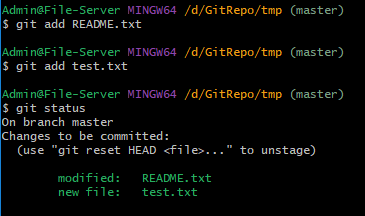 Admin@File-Server MINGW64 /d/GitRepo/tmp (master)
$ git add README.txt
Admin@File-Server MINGW64 /d/GitRepo/tmp (master)
$ git add test.txt
Admin@File-Server MINGW64 /d/GitRepo/tmp (master)
$ git status
On branch master
Changes to be committed:
(use "git reset HEAD <file>..." to unstage)
modified: README.txt
new file: test.txt